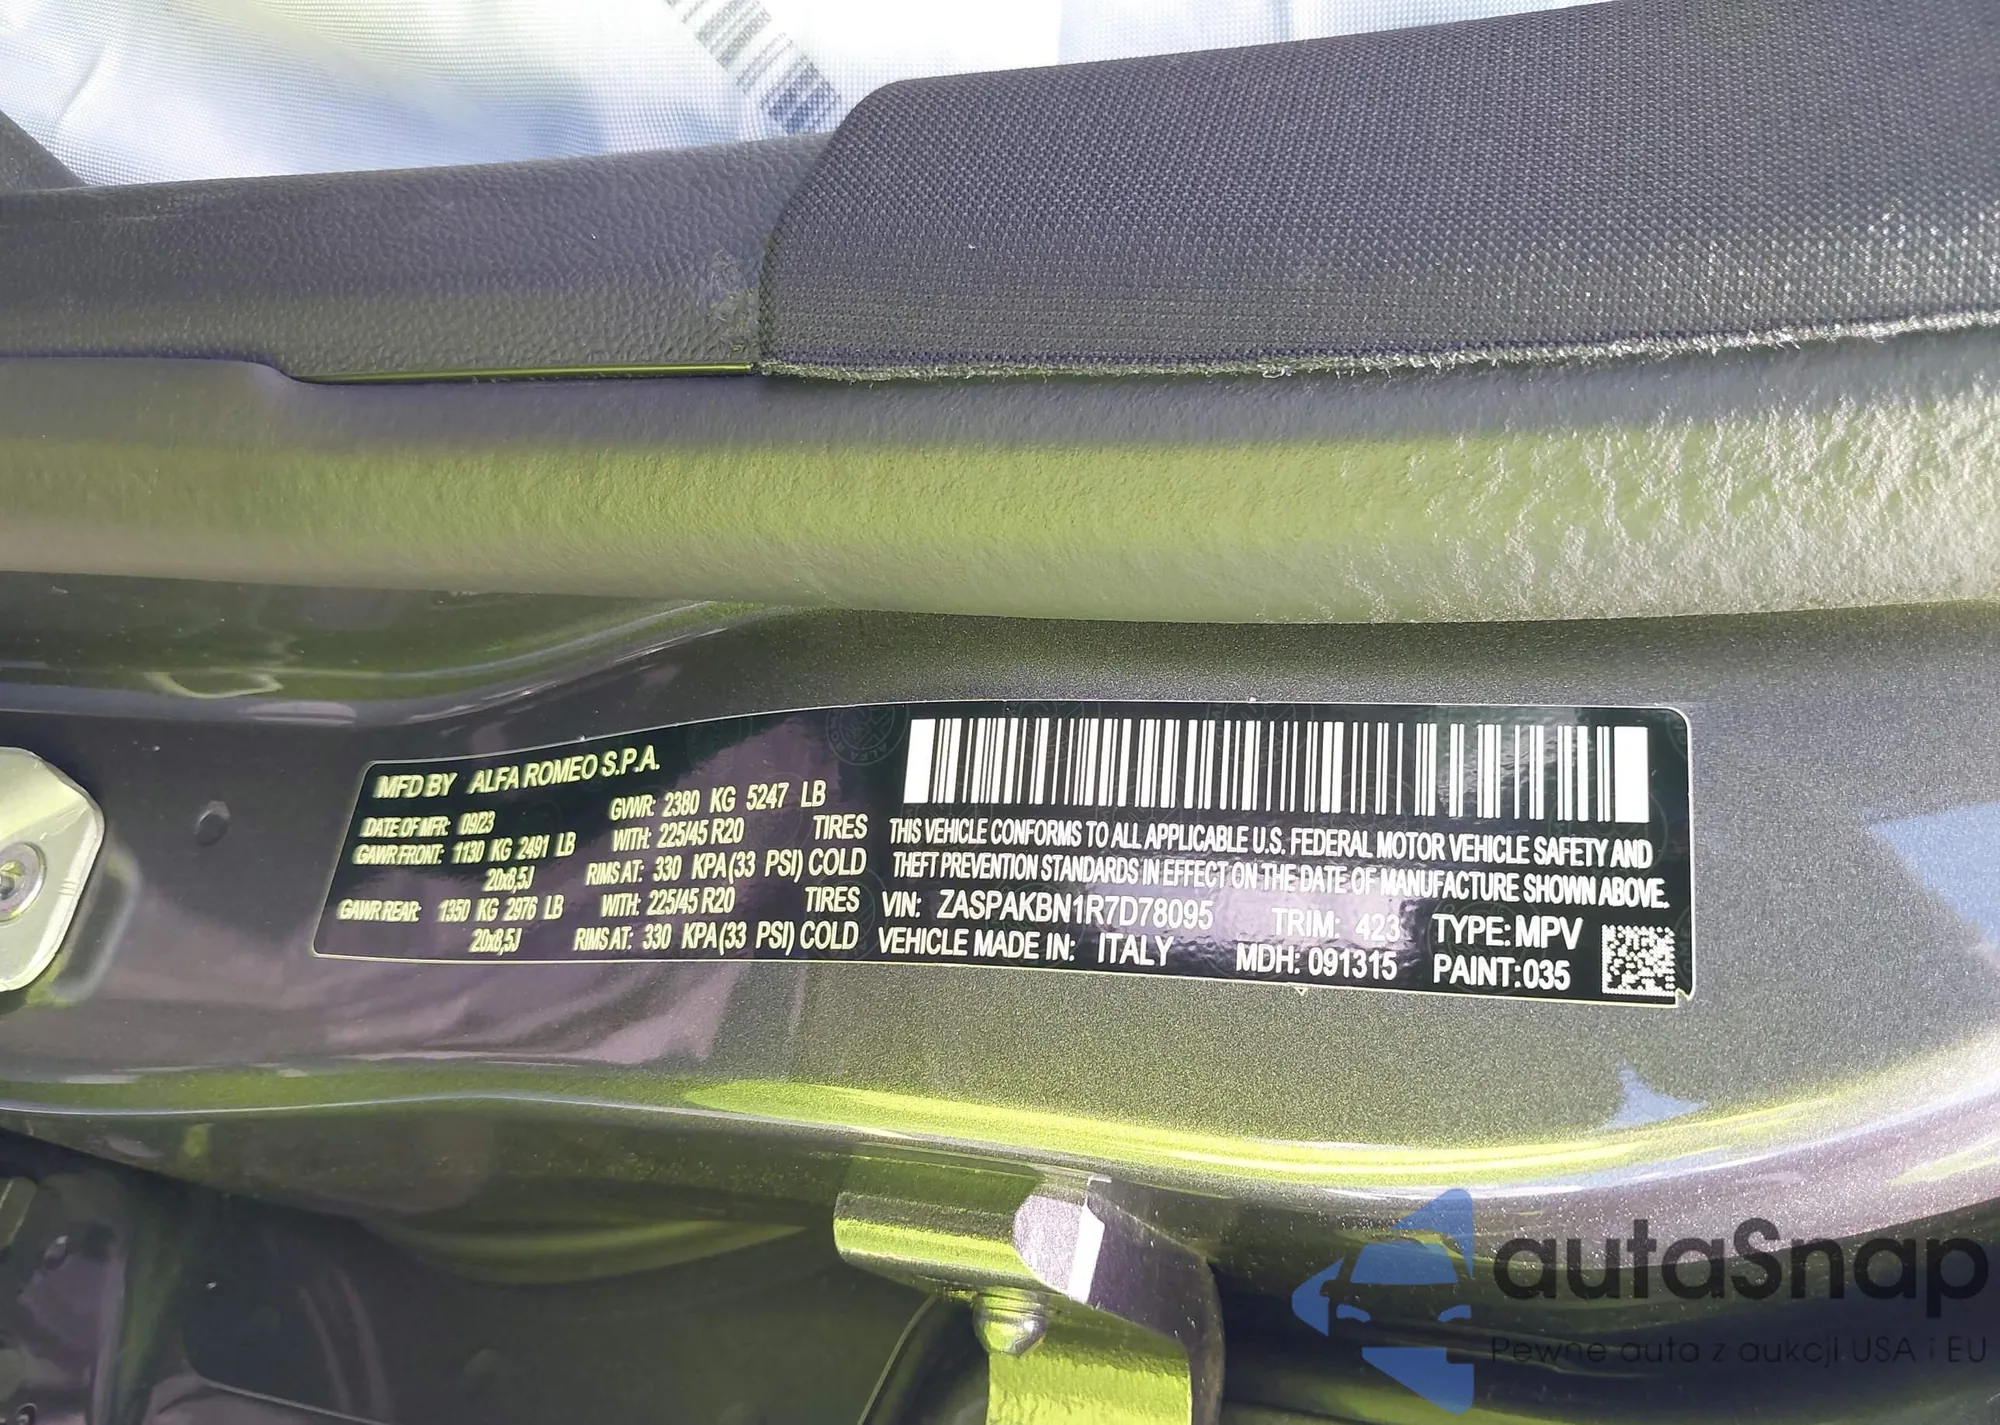 MFD BY ALFA ROMEO S.P.A.
DATE OF MFR: 09/23 GVWR: 2380 KG 5247 LB
GAWR FRONT: 1130 KG 2491 LB WITH: 225/45 R20 TIRES
20x8,5J RIMS AT: 330 KPA(33 PSI) COLD
GAWR REAR: 1350 KG 2976 LB WITH: 225/45 R20 TIRES
20x8,5J RIMS AT: 330 KPA(33 PSI) COLD
THIS VEHICLE CONFORMS TO ALL APPLICABLE U.S. FEDERAL MOTOR VEHICLE SAFETY AND
THEFT PREVENTION STANDARDS IN EFFECT ON THE DATE OF MANUFACTURE SHOWN ABOVE.
VIN: ZASPAKBN1R7D78095 TRIM: 423 TYPE: MPV
VEHICLE MADE IN: ITALY MDH: 091315 PAINT: 035
autaSnap
Pewne auta z aukcji USA i EU